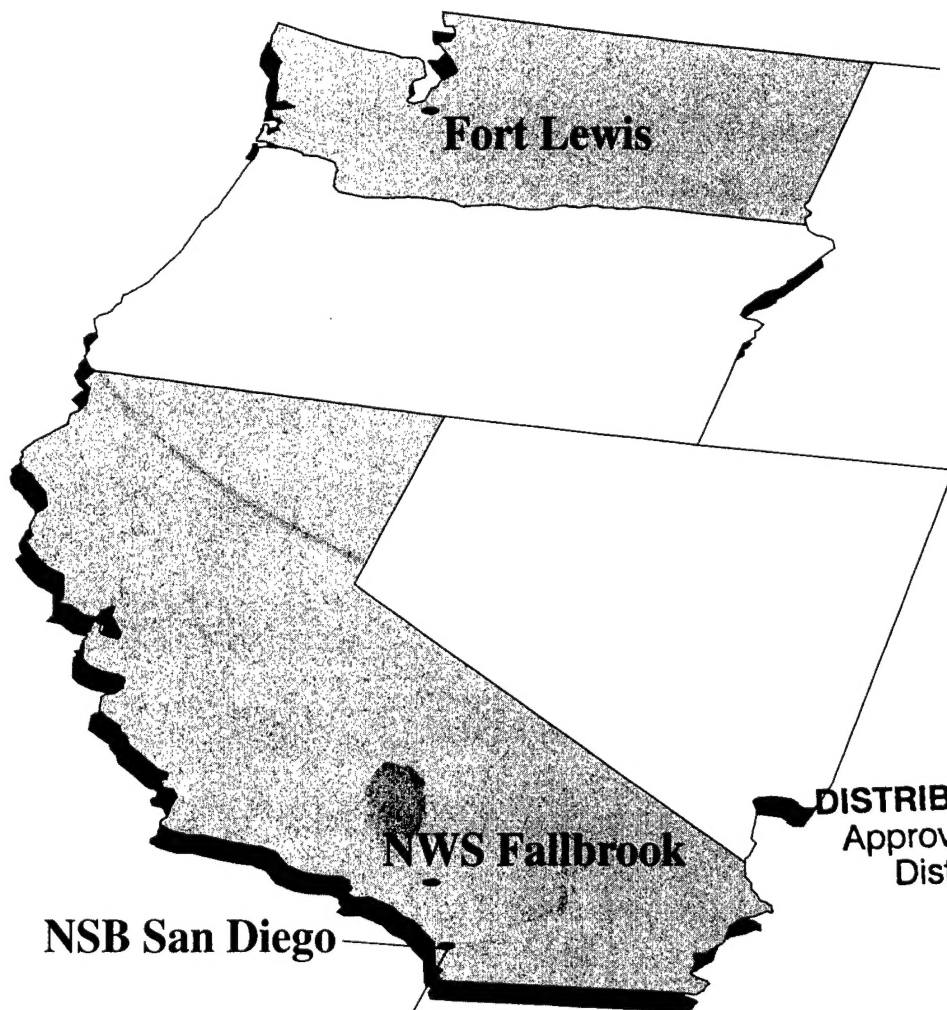 Fort Lewis
DISTRIB
Approv
NWS Fallbrook
Dist
NSB San Diego